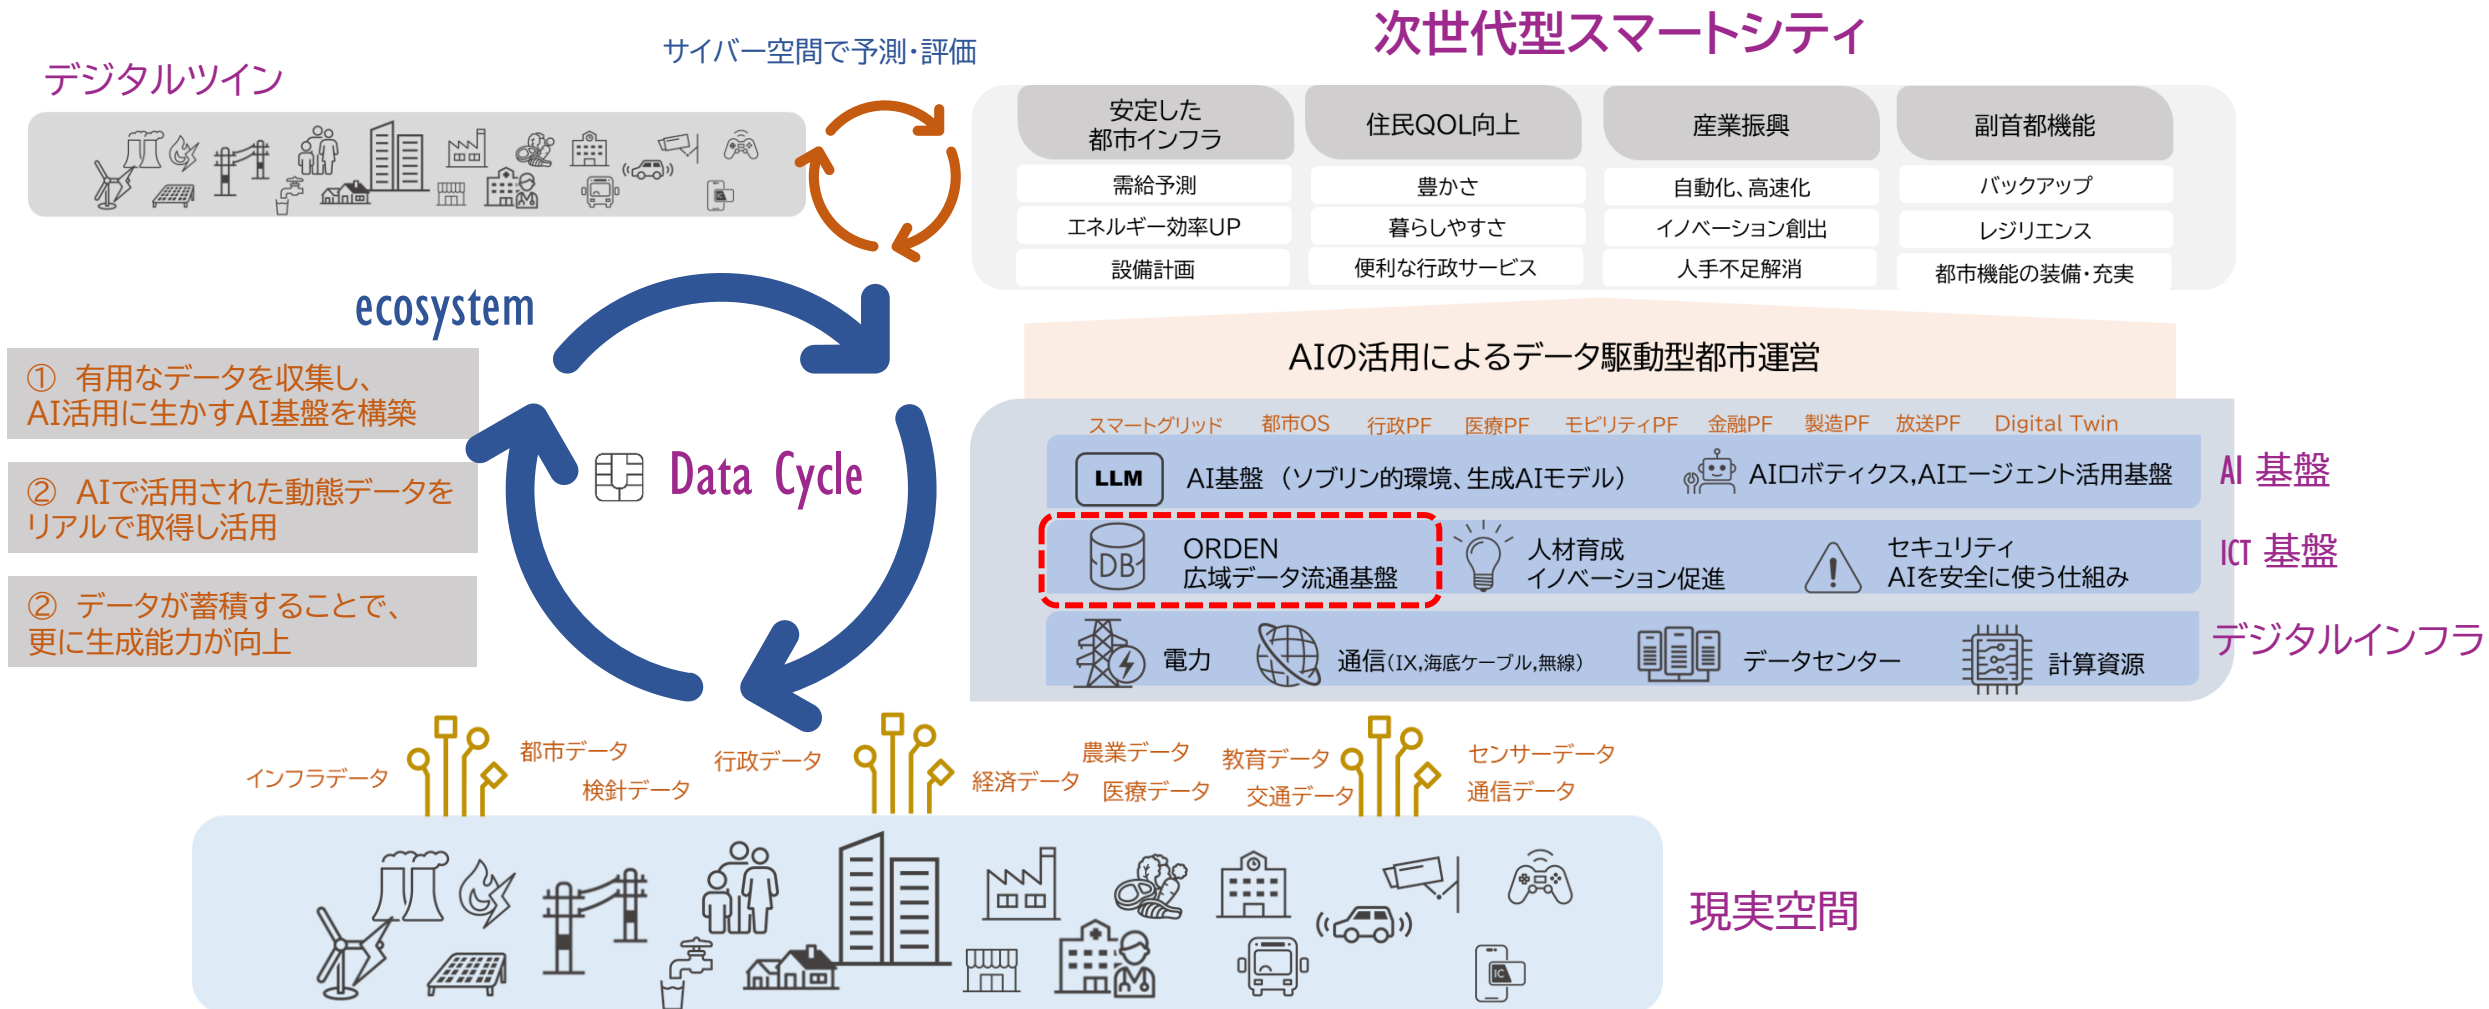 次世代型スマートシティ
サイバー空間で予測・評価
デジタルツイン
安定した
都市インフラ
需給予測
エネルギー効率UP
設備計画
住民QOL向上
豊かさ
暮らしやすさ
便利な行政サービス
産業振興
自動化、高速化
イノベーション創出
人手不足解消
副首都機能
バックアップ
レジリエンス
都市機能の装備・充実
ecosystem
① 有用なデータを収集し、
AI活用に生かすAI基盤を構築
② AIで活用された動態データを
リアルで取得し活用
② データが蓄積することで、
更に生成能力が向上
Data Cycle
AIの活用によるデータ駆動型都市運営
スマートグリッド 都市OS 行政PF 医療PF モビリティPF 金融PF 製造PF 放送PF Digital Twin
LLM
AI基盤（ソブリン的環境、生成AIモデル）
AIロボティクス,AIエージェント活用基盤
AI 基盤
DB
ORDEN
広域データ流通基盤
人材育成
イノベーション促進
セキュリティ
AIを安全に使う仕組み
ICT 基盤
電力
通信(IX,海底ケーブル,無線)
データセンター
計算資源
デジタルインフラ
インフラデータ
都市データ
検針データ
行政データ
経済データ
農業データ
医療データ
教育データ
交通データ
センサーデータ
通信データ
IC
現実空間